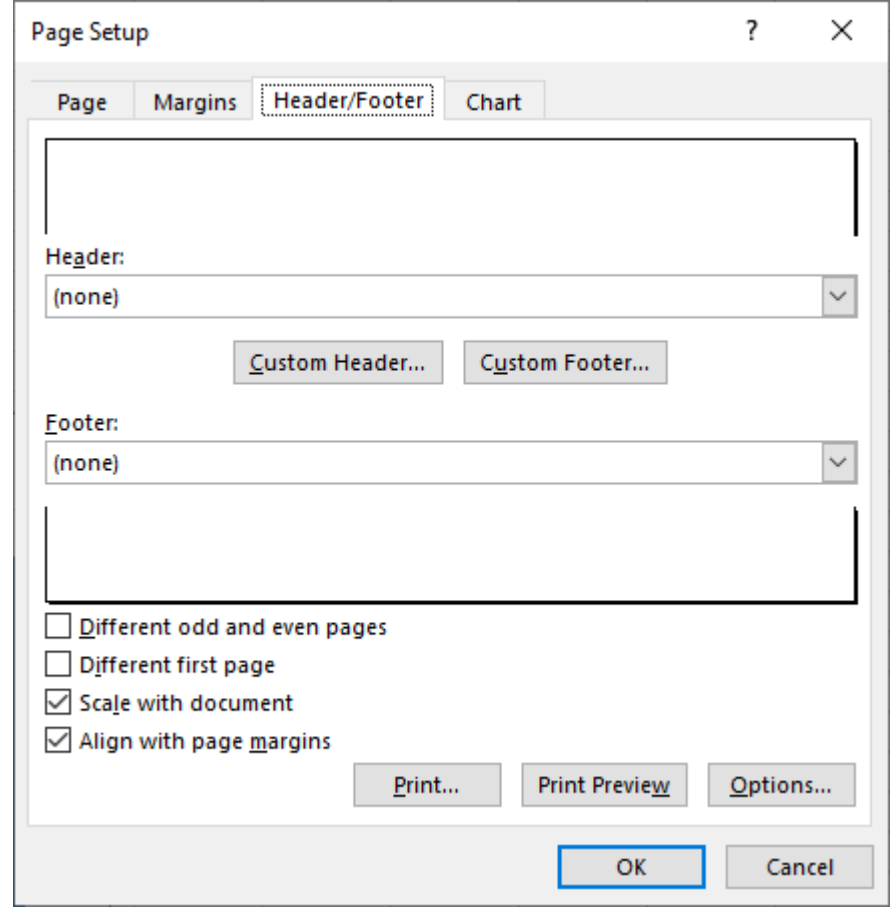 Page Setup ?
Page Margins Header/Footer Chart
Header:
(none)
Custom Header... Custom Footer...
Footer:
(none)
Different odd and even pages
Different first page
Scale with document
Align with page margins
Print... Print Preview Options...
OK Cancel